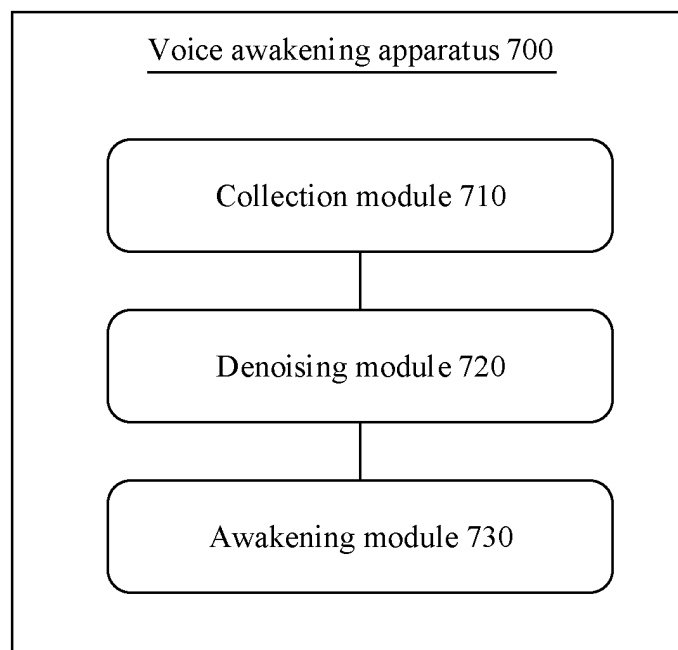 Voice awakening apparatus 700
Collection module 710
Denoising module 720
Awakening module 730